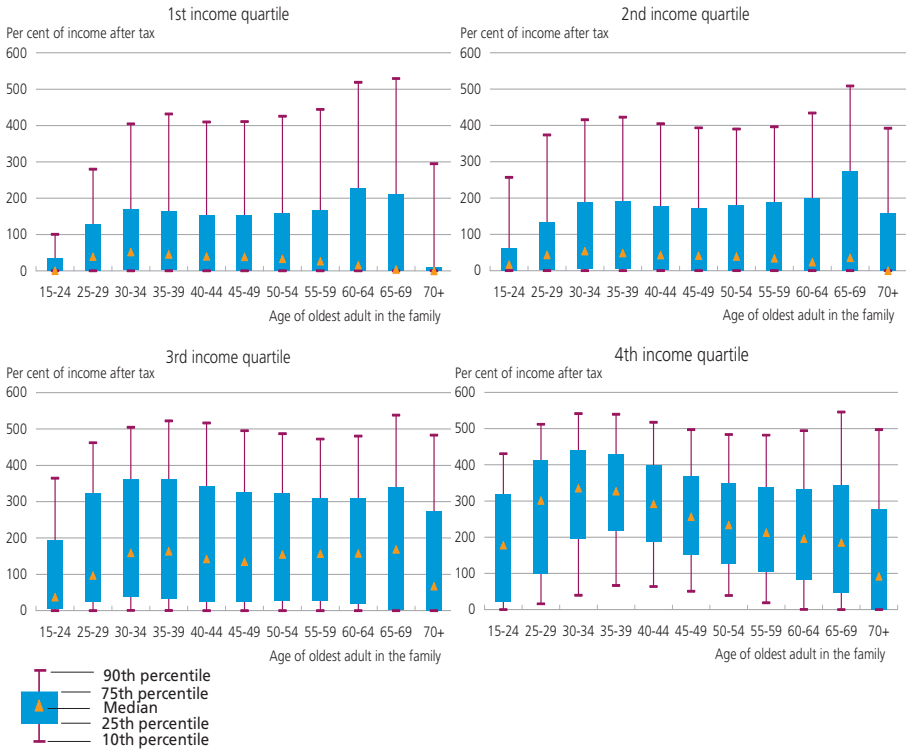 1st income quartile
Per cent of income after tax
600
500
400
300
200
100
0
15-24 25-29 30-34 35-39 40-44 45-49 50-54 55-59 60-64 65-69 70+
Age of oldest adult in the family
2nd income quartile
Per cent of income after tax
600
500
400
300
200
100
0
15-24 25-29 30-34 35-39 40-44 45-49 50-54 55-59 60-64 65-69 70+
Age of oldest adult in the family
3rd income quartile
Per cent of income after tax
600
500
400
300
200
100
0
15-24 25-29 30-34 35-39 40-44 45-49 50-54 55-59 60-64 65-69 70+
Age of oldest adult in the family
4th income quartile
Per cent of income after tax
600
500
400
300
200
100
0
15-24 25-29 30-34 35-39 40-44 45-49 50-54 55-59 60-64 65-69 70+
Age of oldest adult in the family
90th percentile
75th percentile
Median
25th percentile
10th percentile